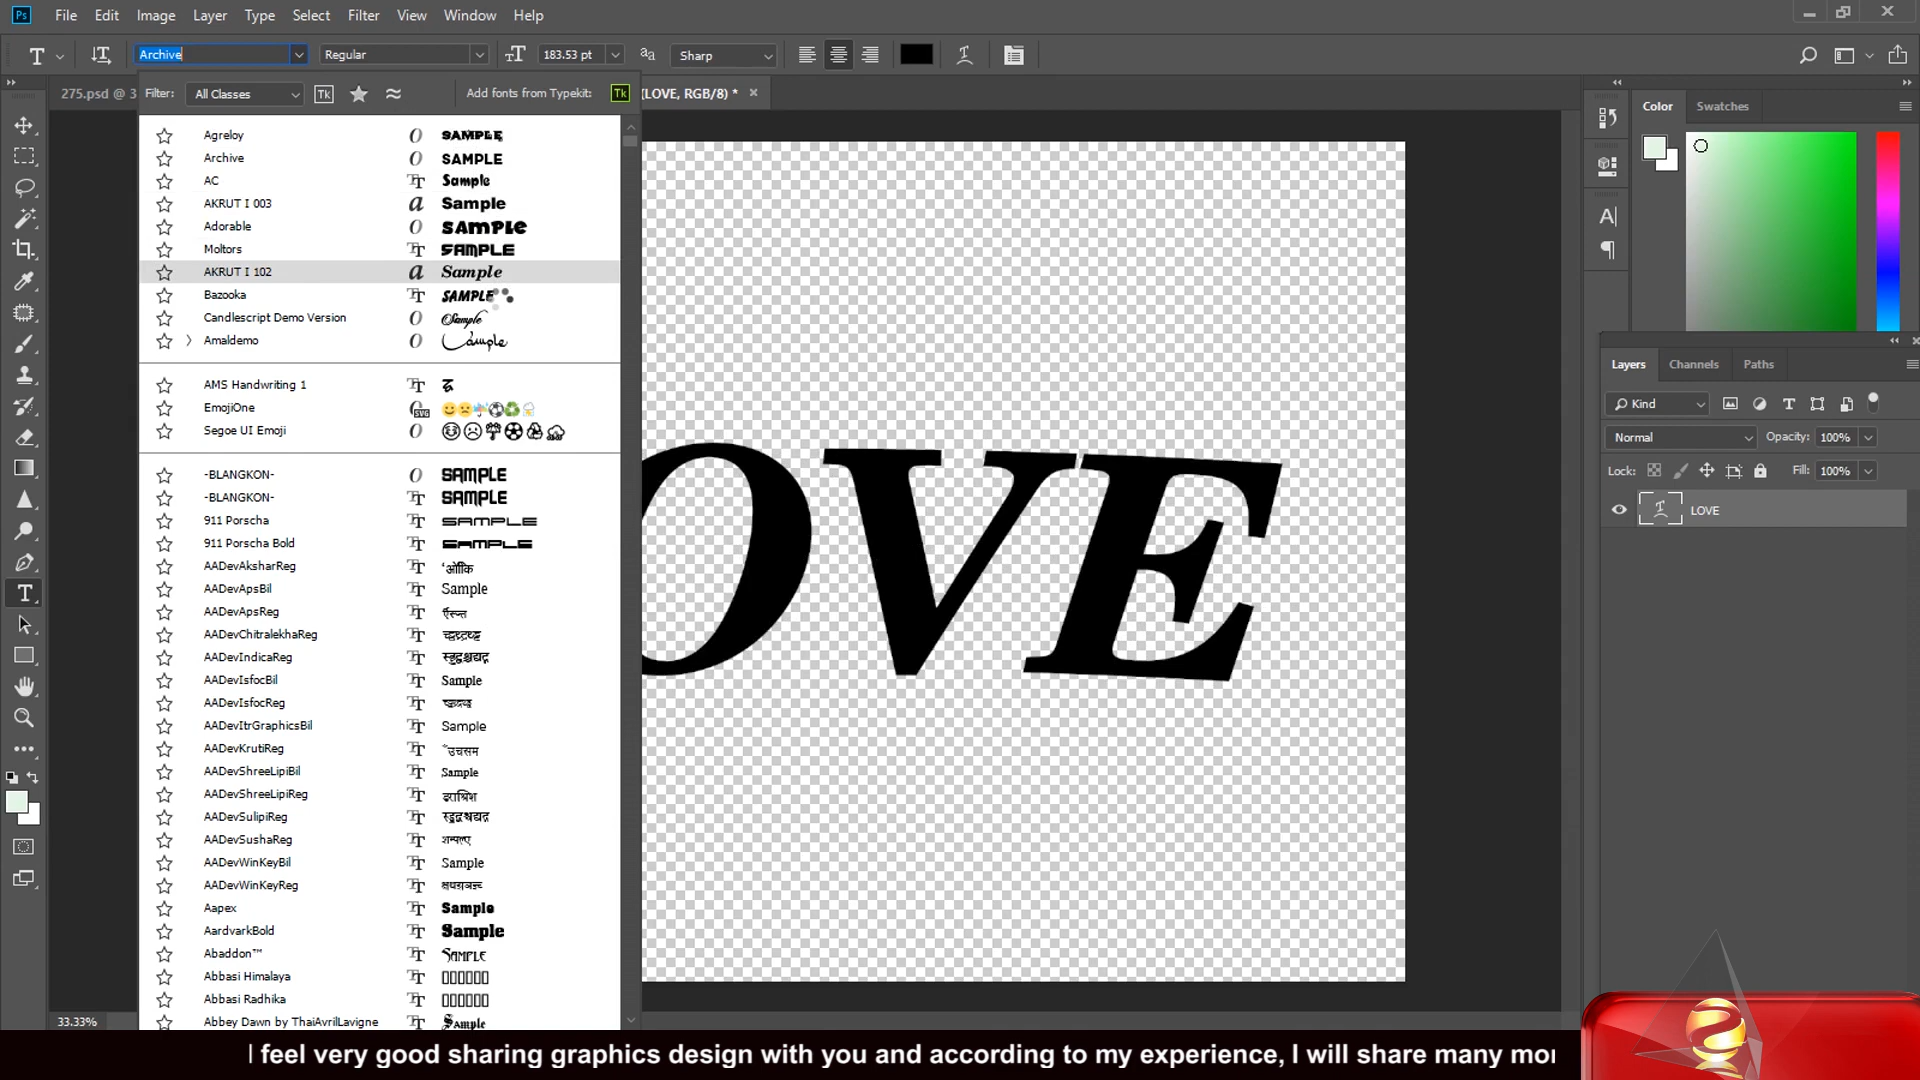 Ps File Edit Image Layer Type Select Filter View Window Help
Archive Regular 183.53 pt Sharp
275.psd @ 3 (LOVE, RGB/8) *
Filter: All Classes Tk Add fonts from Typekit: Tk
Agreloy SAMPLE
Archive SAMPLE
AC Sample
AKRUT I 003 Sample
Adorable Sample
Moltors SAMPLE
AKRUT I 102 Sample
Bazooka SAMPLE
Candlescript Demo Version Sample
Amaldemo Sample
AMS Handwriting 1
EmojiOne
Segoe UI Emoji
-BLANGKON- SAMPLE
-BLANGKON- SAMPLE
911 Porscha SAMPLE
911 Porscha Bold SAMPLE
AADevAksharReg
AADevApsBil Sample
AADevApsReg
AADevChitralekhaReg
AADevIndicaReg
AADevIsfocBil Sample
AADevIsfocReg
AADevItrGraphicsBil Sample
AADevKrutiReg
AADevShreeLipiBil Sample
AADevShreeLipiReg
AADevSulipiReg
AADevSushaReg
AADevWinKeyBil Sample
AADevWinKeyReg
Aapex Sample
AardvarkBold Sample
Abaddon™ Sample
Abbasi Himalaya
Abbasi Radhika
Abbey Dawn by ThaiAvrilLavigne Sample
OVE
Color Swatches
Layers Channels Paths
Kind
Normal Opacity: 100%
Lock: Fill: 100%
LOVE
33.33%
I feel very good sharing graphics design with you and according to my experience, I will share many mor